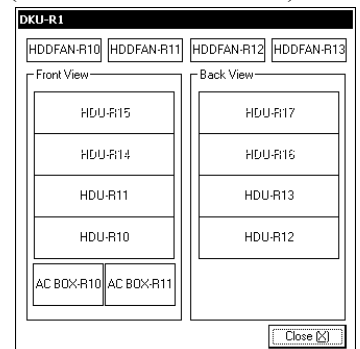 DKU-R1
HDDFAN-R10 HDDFAN-R11 HDDFAN-R12 HDDFAN-R13
Front View Back View
HDU-R15 HDU-R17
HDU-R14 HDU-R16
HDU-R11 HDU-R13
HDU-R10 HDU-R12
AC BOX-R10 AC BOX-R11
Close (X)